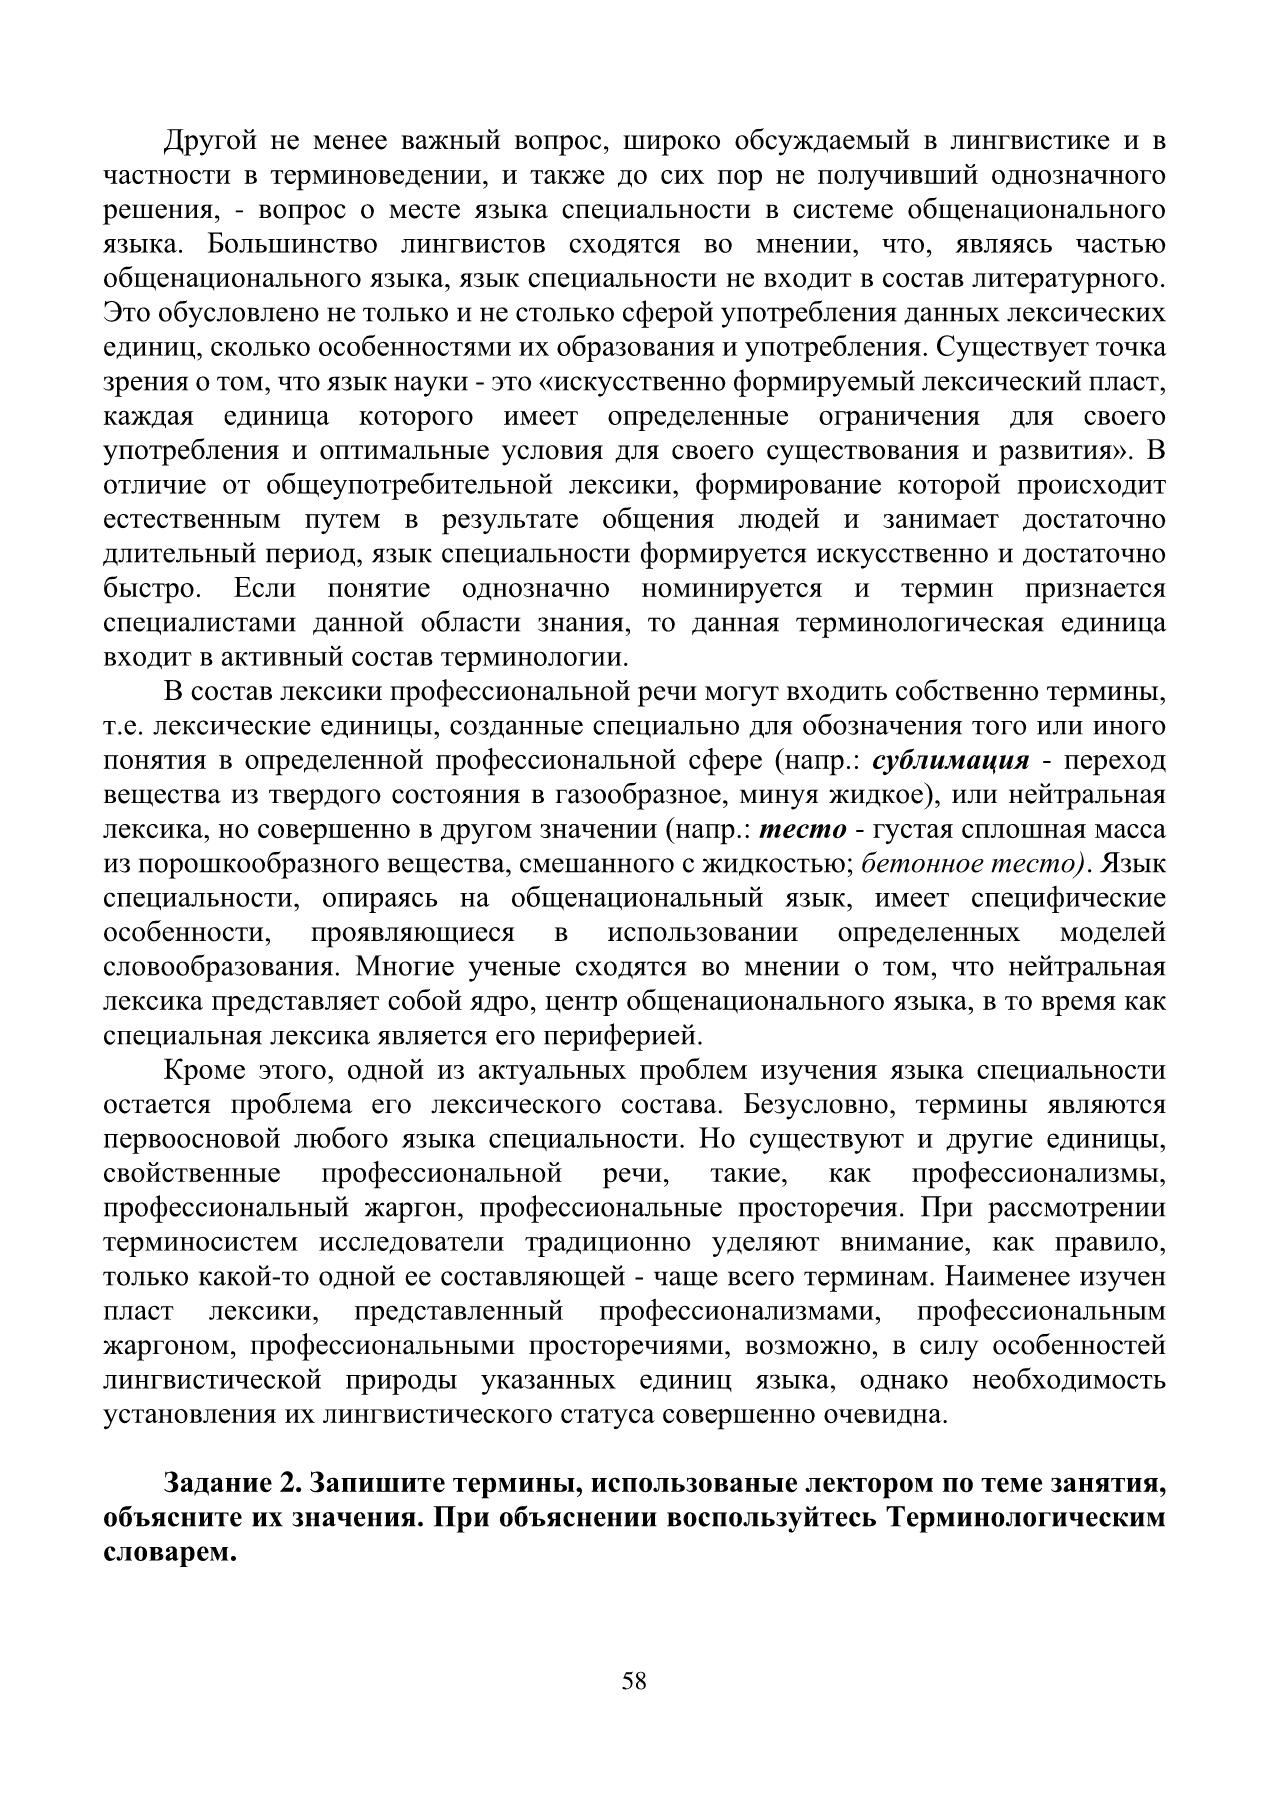 Другой не менее важный вопрос, широко обсуждаемый в лингвистике и в
частности в терминоведении, и также до сих пор не получивший однозначного
решения, - вопрос о месте языка специальности в системе общенационального
языка. Большинство лингвистов сходятся во мнении, что, являясь частью
общенационального языка, язык специальности не входит в состав литературного.
Это обусловлено не только и не столько сферой употребления данных лексических
единиц, сколько особенностями их образования и употребления. Существует точка
зрения о том, что язык науки - это «искусственно формируемый лексический пласт,
каждая единица которого имеет определенные ограничения для своего
употребления и оптимальные условия для своего существования и развития». В
отличие от общеупотребительной лексики, формирование которой происходит
естественным путем в результате общения людей и занимает достаточно
длительный период, язык специальности формируется искусственно и достаточно
быстро. Если понятие однозначно номинируется и термин признается
специалистами данной области знания, то данная терминологическая единица
входит в активный состав терминологии.
В состав лексики профессиональной речи могут входить собственно термины,
т.е. лексические единицы, созданные специально для обозначения того или иного
понятия в определенной профессиональной сфере (напр.: сублимация - переход
вещества из твердого состояния в газообразное, минуя жидкое), или нейтральная
лексика, но совершенно в другом значении (напр.: тесто - густая сплошная масса
из порошкообразного вещества, смешанного с жидкостью; бетонное тесто). Язык
специальности, опираясь на общенациональный язык, имеет специфические
особенности, проявляющиеся в использовании определенных моделей
словообразования. Многие ученые сходятся во мнении о том, что нейтральная
лексика представляет собой ядро, центр общенационального языка, в то время как
специальная лексика является его периферией.
Кроме этого, одной из актуальных проблем изучения языка специальности
остается проблема его лексического состава. Безусловно, термины являются
первоосновой любого языка специальности. Но существуют и другие единицы,
свойственные профессиональной речи, такие, как профессионализмы,
профессиональный жаргон, профессиональные просторечия. При рассмотрении
терминосистем исследователи традиционно уделяют внимание, как правило,
только какой-то одной ее составляющей - чаще всего терминам. Наименее изучен
пласт лексики, представленный профессионализмами, профессиональным
жаргоном, профессиональными просторечиями, возможно, в силу особенностей
лингвистической природы указанных единиц языка, однако необходимость
установления их лингвистического статуса совершенно очевидна.
Задание 2. Запишите термины, использованые лектором по теме занятия,
объясните их значения. При объяснении воспользуйтесь Терминологическим
словарем.
58